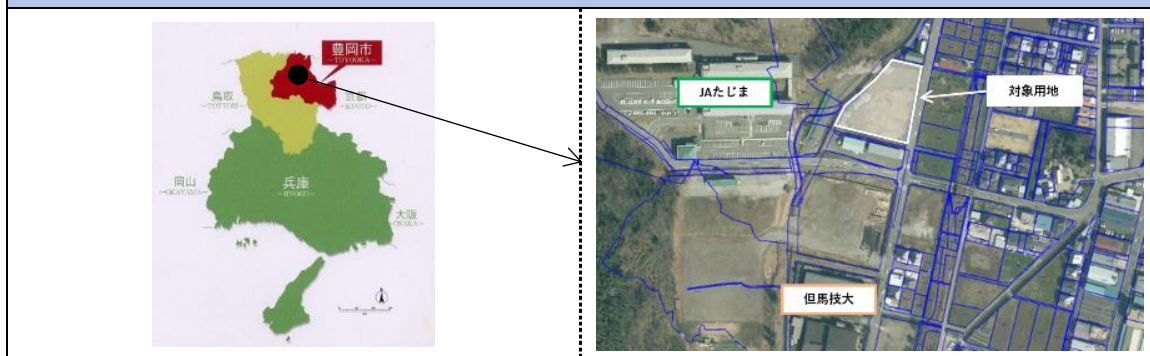 豊岡市
—TOYOOKA—
鳥取
—TOTTORI—
京都
—KYOTO—
岡山
—OKAYAMA—
兵庫
—HYOGO—
大阪
—OSAKA—
JAたじま
対象用地
但馬技大